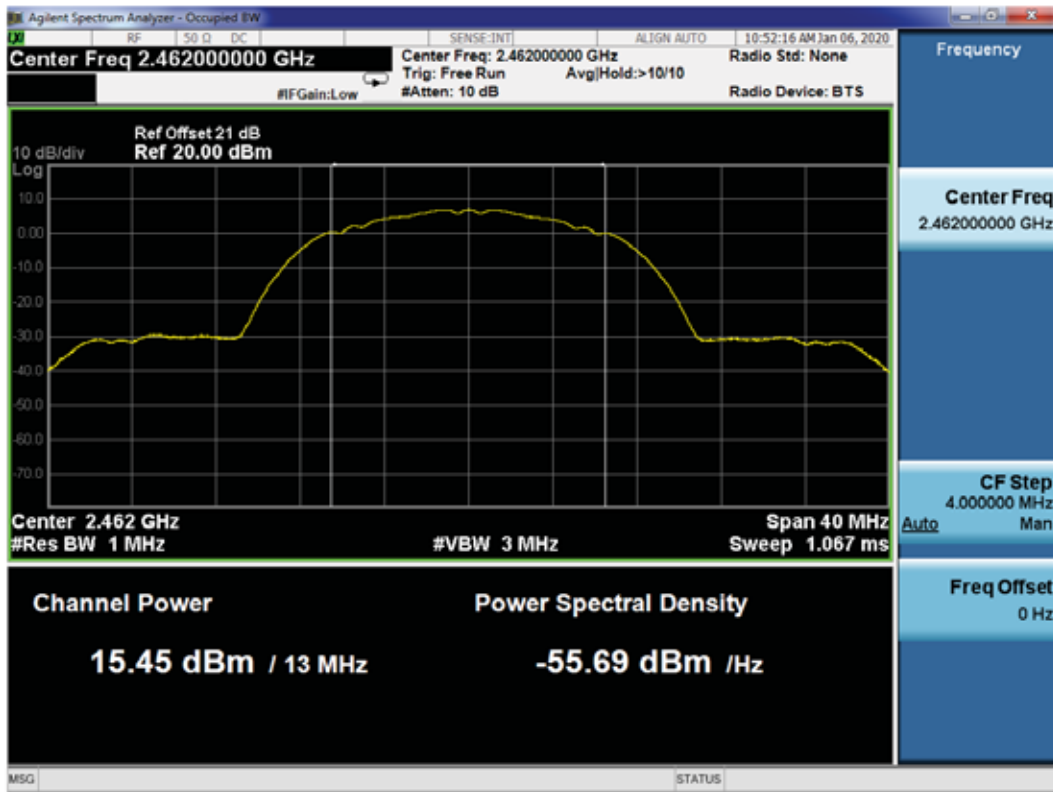 Agilent Spectrum Analyzer - Occupied BW
LXI RF 50 Ω DC SENSE:INT ALIGN AUTO 10:52:16 AM Jan 06, 2020
Center Freq 2.462000000 GHz
Center Freq: 2.462000000 GHz Radio Std: None
Trig: Free Run Avg|Hold:>10/10
#IFGain:Low #Atten: 10 dB Radio Device: BTS
Ref Offset 21 dB
10 dB/div Ref 20.00 dBm
Log
10.0
0.00
-10.0
-20.0
-30.0
-40.0
-50.0
-60.0
-70.0
Center 2.462 GHz Span 40 MHz
#Res BW 1 MHz #VBW 3 MHz Sweep 1.067 ms
Channel Power Power Spectral Density
15.45 dBm / 13 MHz -55.69 dBm /Hz
MSG STATUS
Frequency
Center Freq
2.462000000 GHz
CF Step
4.000000 MHz
Auto Man
Freq Offset
0 Hz